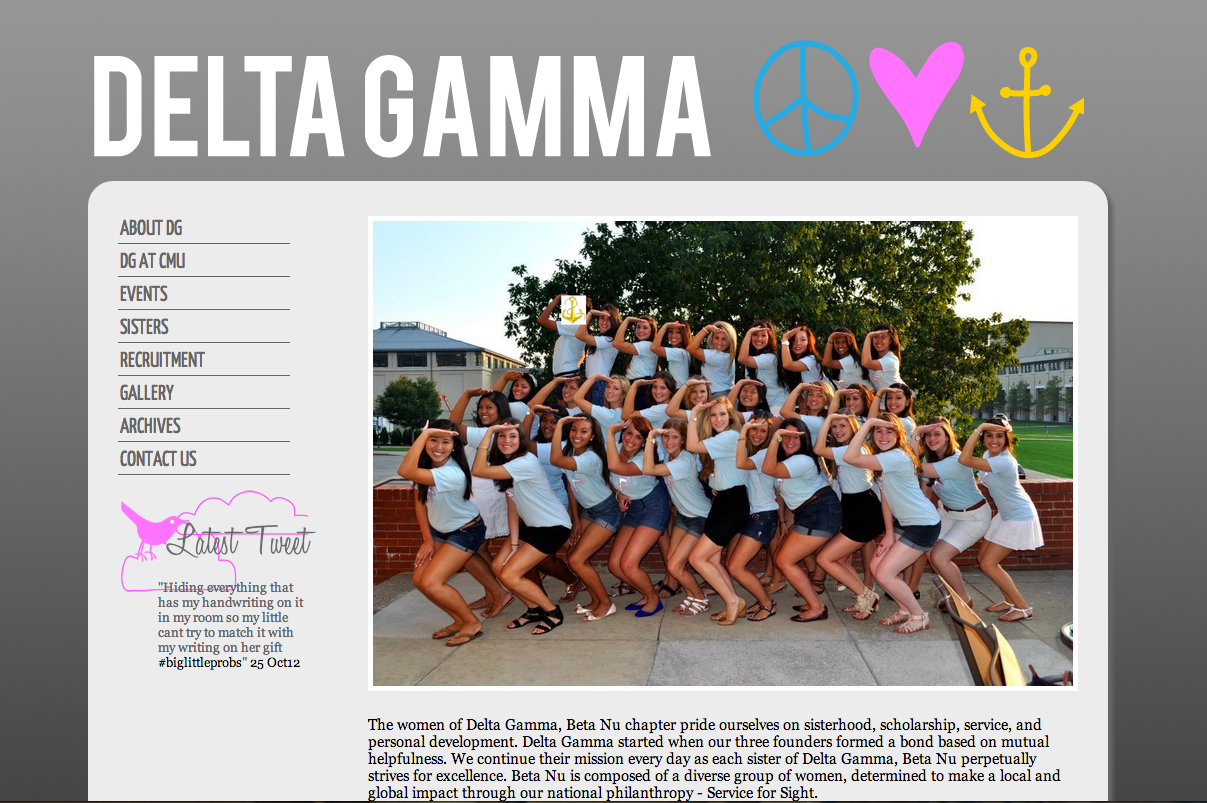 DELTA GAMMA
ABOUT DG
DG AT CMU
EVENTS
SISTERS
RECRUITMENT
GALLERY
ARCHIVES
CONTACT US
Latest Tweet
"Hiding everything that
has my handwriting on it
in my room so my little
cant try to match it with
my writing on her gift
#biglittleprobs" 25 Oct12
The women of Delta Gamma, Beta Nu chapter pride ourselves on sisterhood, scholarship, service, and
personal development. Delta Gamma started when our three founders formed a bond based on mutual
helpfulness. We continue their mission every day as each sister of Delta Gamma, Beta Nu perpetually
strives for excellence. Beta Nu is composed of a diverse group of women, determined to make a local and
global impact through our national philanthropy - Service for Sight.